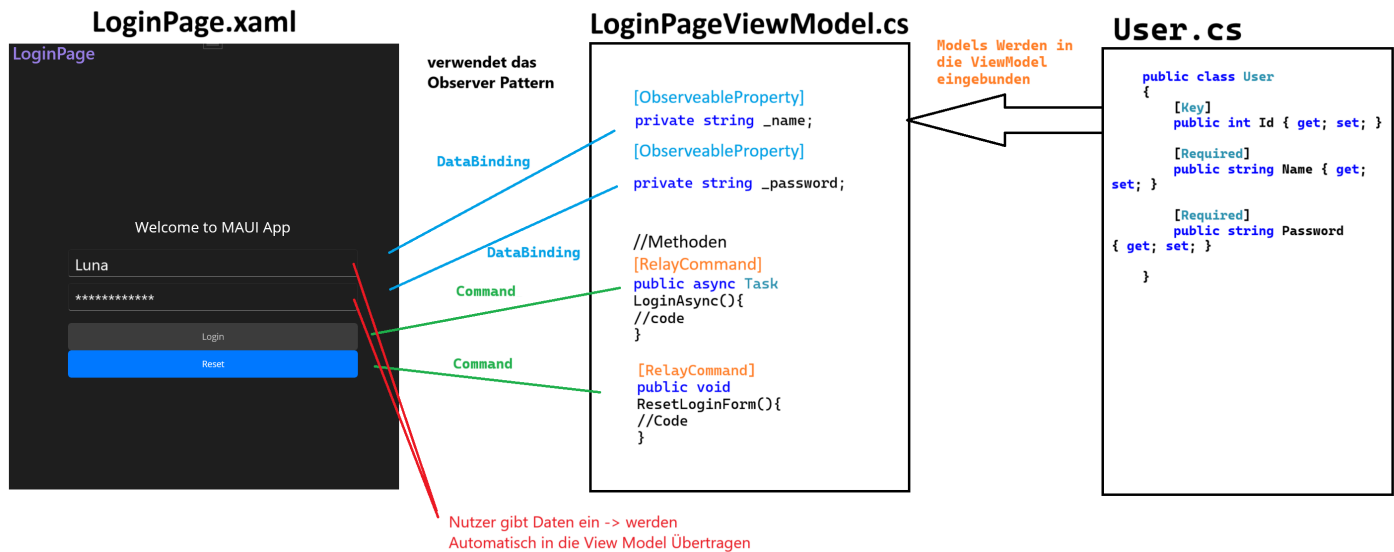 LoginPage.xaml
LoginPage
Welcome to MAUI App
Luna
************
Login
Reset
verwendet das
Observer Pattern
DataBinding
DataBinding
Command
Command
Nutzer gibt Daten ein -> werden
Automatisch in die View Model Übertragen
LoginPageViewModel.cs
[ObserveableProperty]
private string _name;
[ObserveableProperty]
private string _password;
//Methoden
[RelayCommand]
public async Task
LoginAsync(){
//code
}
[RelayCommand]
public void
ResetLoginForm(){
//Code
}
Models Werden in
die ViewModel
eingebunden
User.cs
public class User
{
[Key]
public int Id { get; set; }
[Required]
public string Name { get;
set; }
[Required]
public string Password
{ get; set; }
}